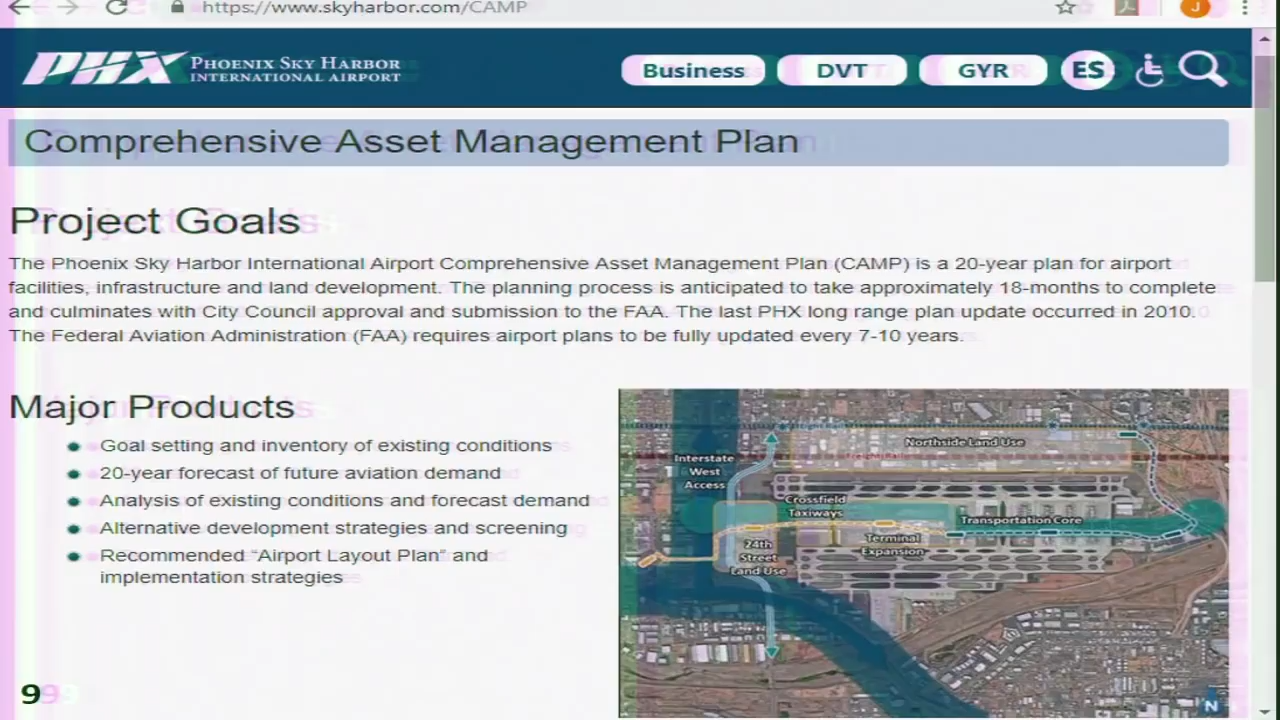 https://www.skyharbor.com/CAMP
J
PHX PHOENIX SKY HARBOR
INTERNATIONAL AIRPORT
Business DVT GYR ES
Comprehensive Asset Management Plan
Project Goals
The Phoenix Sky Harbor International Airport Comprehensive Asset Management Plan (CAMP) is a 20-year plan for airport
facilities, infrastructure and land development. The planning process is anticipated to take approximately 18-months to complete
and culminates with City Council approval and submission to the FAA. The last PHX long range plan update occurred in 2010.
The Federal Aviation Administration (FAA) requires airport plans to be fully updated every 7-10 years.
Major Products
Goal setting and inventory of existing conditions
20-year forecast of future aviation demand
Analysis of existing conditions and forecast demand
Alternative development strategies and screening
Recommended “Airport Layout Plan” and
implementation strategies
Northside Land Use
Interstate
West
Access
Crossfield
Taxiways
Transportation Core
Terminal
Expansion
24th
Street
Land Use
N
9